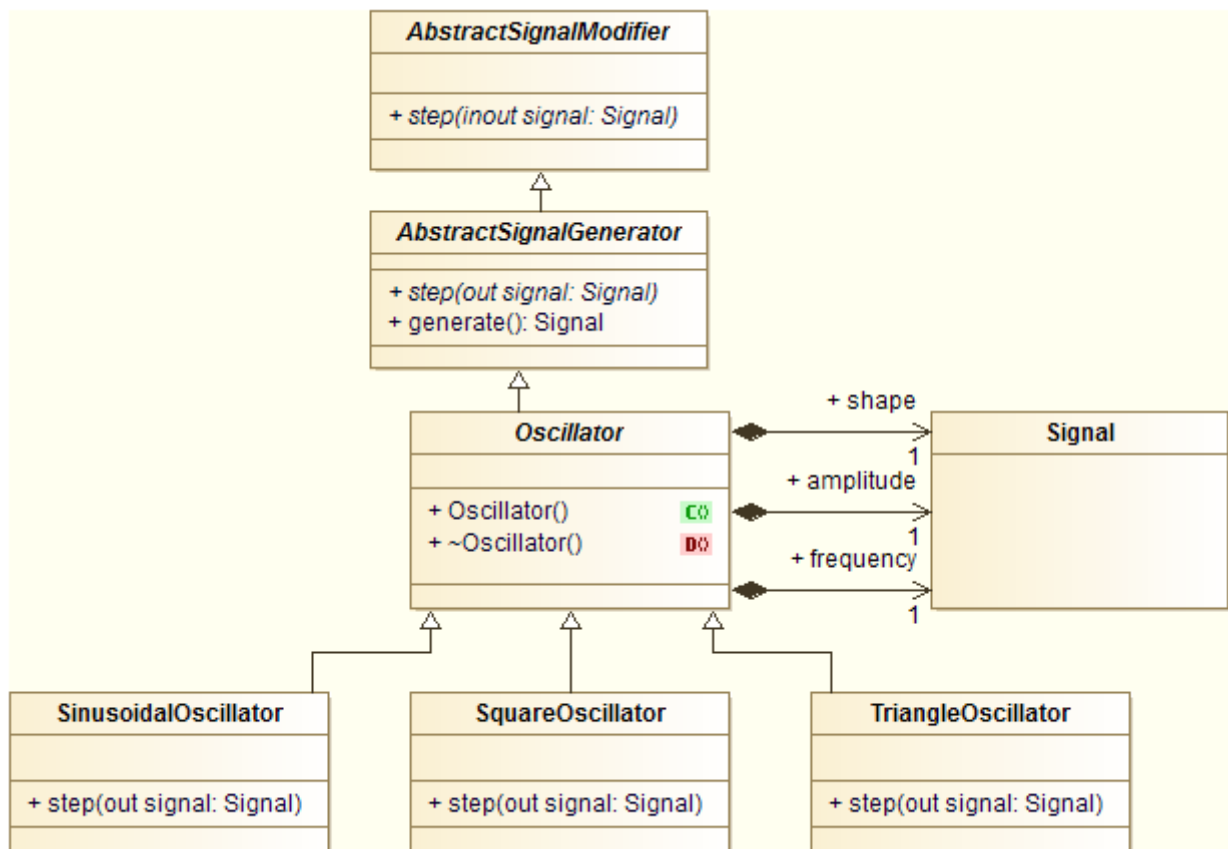 AbstractSignalModifier
+ step(inout signal: Signal)
AbstractSignalGenerator
+ step(out signal: Signal)
+ generate(): Signal
Oscillator
+ Oscillator() C()
+ ~Oscillator() D()
+ shape
1
+ amplitude
1
+ frequency
1
Signal
SinusoidalOscillator
+ step(out signal: Signal)
SquareOscillator
+ step(out signal: Signal)
TriangleOscillator
+ step(out signal: Signal)